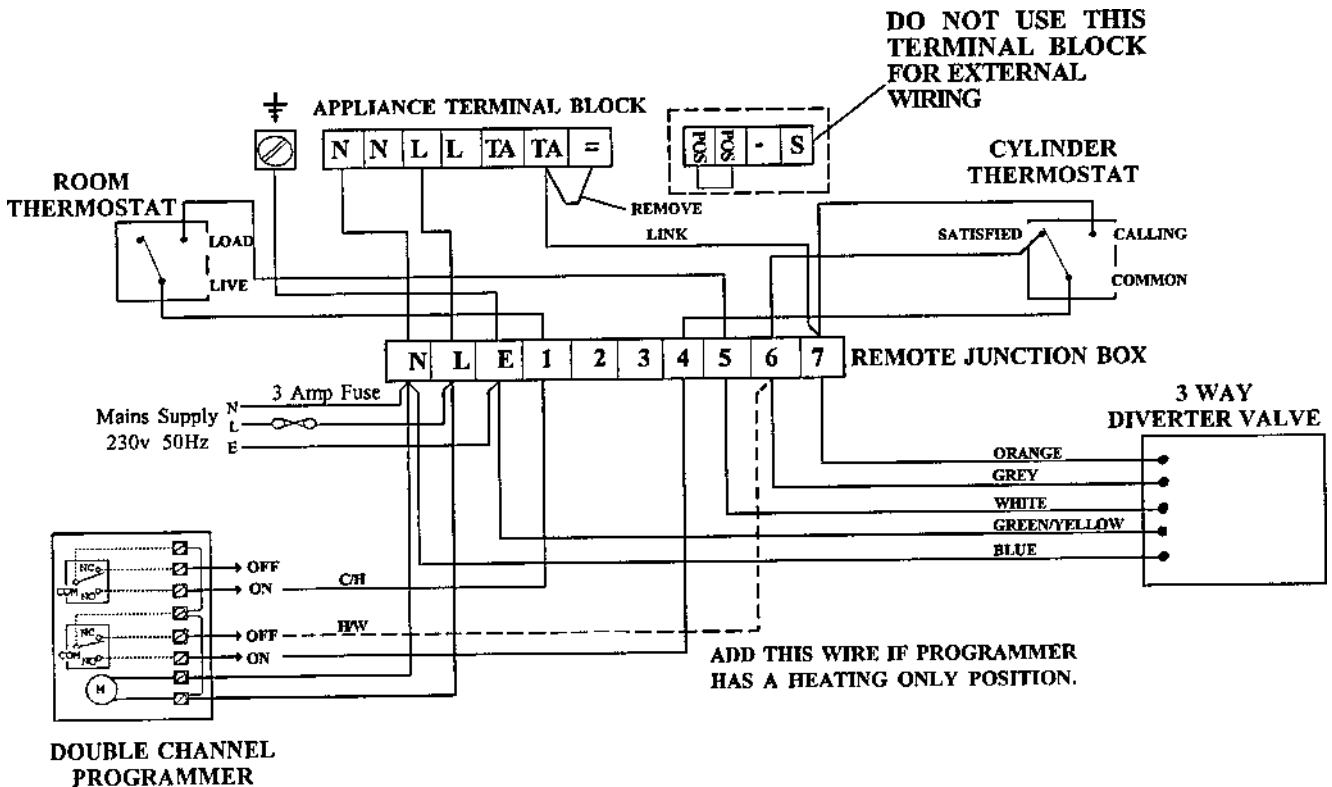 DO NOT USE THIS
TERMINAL BLOCK
FOR EXTERNAL
WIRING
APPLIANCE TERMINAL BLOCK
N N L L TA TA =
POS POS - S
CYLINDER
THERMOSTAT
ROOM
THERMOSTAT
REMOVE
LINK
LOAD
LIVE
SATISFIED
CALLING
COMMON
N L E 1 2 3 4 5 6 7
REMOTE JUNCTION BOX
3 Amp Fuse
Mains Supply
230v 50Hz
N
L
E
3 WAY
DIVERTER VALVE
ORANGE
GREY
WHITE
GREEN/YELLOW
BLUE
NC
COM
NO
OFF
ON
C/H
NC
COM
NO
OFF
ON
H/W
M
ADD THIS WIRE IF PROGRAMMER
HAS A HEATING ONLY POSITION.
DOUBLE CHANNEL
PROGRAMMER